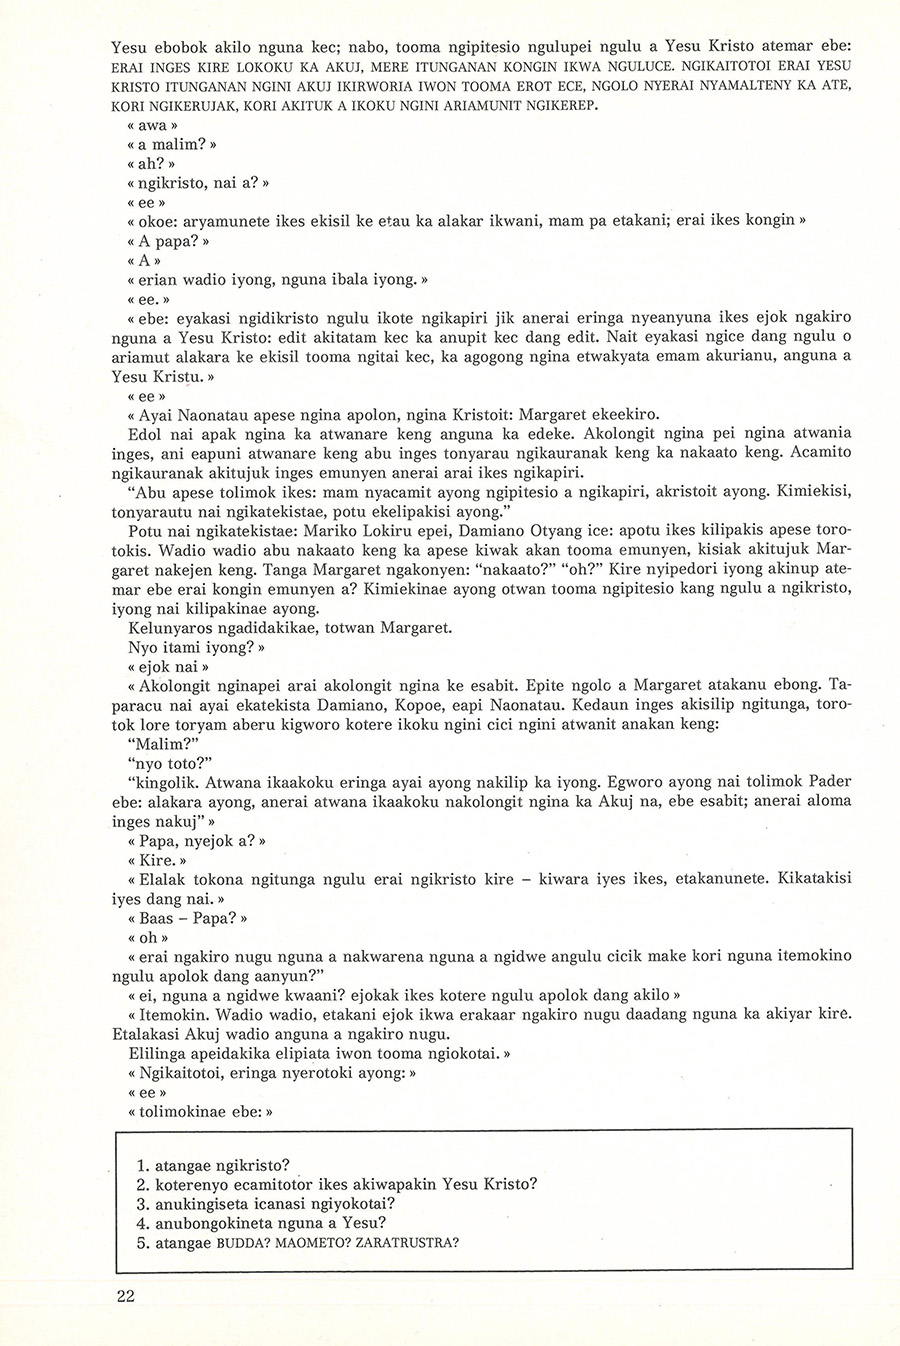 Yesu ebobok akilo nguna kec; nabo, tooma ngipitesio ngulupei ngulu a Yesu Kristo atemar ebe:
ERAI INGES KIRE LOKOKU KA AKUJ, MERE ITUNGANAN KONGIN IKWA NGULUCE. NGIKAITOTOI ERAI YESU
KRISTO ITUNGANAN NGINI AKUJ IKIRWORIA IWON TOOMA EROT ECE, NGOLO NYERAI NYAMALTENY KA ATE,
KORI NGIKERUJAK, KORI AKITUK A IKOKU NGINI ARIAMUNIT NGIKEREP.
« awa »
« a malim? »
« ah? »
« ngikristo, nai a? »
« ee »
« okoe: aryamunete ikes ekisil ke etau ka alakar ikwani, mam pa etakani; erai ikes kongin »
« A papa? »
« A »
« erian wadio iyong, nguna ibala iyong. »
« ee. »
« ebe: eyakasi ngidikristo ngulu ikote ngikapiri jik anerai eringa nyeanyuna ikes ejok ngakiro
nguna a Yesu Kristo: edit akitatam kec ka anupit kec dang edit. Nait eyakasi ngice dang ngulu o
ariamut alakara ke ekisil tooma ngitai kec, ka agogong ngina etwakyata emam akurianu, anguna a
Yesu Kristu. »
« ee »
« Ayai Naonatau apese ngina apolon, ngina Kristoit: Margaret ekeekiro.
Edol nai apak ngina ka atwanare keng anguna ka edeke. Akolongit ngina pei ngina atwania
inges, ani eapuni atwanare keng abu inges tonyarau ngikauranak keng ka nakaato keng. Acamito
ngikauranak akitujuk inges emunyen anerai arai ikes ngikapiri.
“Abu apese tolimok ikes: mam nyacamit ayong ngipitesio a ngikapiri, akristoit ayong. Kimiekisi,
tonyarautu nai ngikatekistae, potu ekelipakisi ayong.”
Potu nai ngikatekistae: Mariko Lokiru epei, Damiano Otyang ice: apotu ikes kilipakis apese toro-
tokis. Wadio wadio abu nakaato keng ka apese kiwak akan tooma emunyen, kisiak akitujuk Mar-
garet nakejen keng. Tanga Margaret ngakonyen: “nakaato?” “oh?” Kire nyipedori iyong akinup ate-
mar ebe erai kongin emunyen a? Kimiekinae ayong otwan tooma ngipitesio kang ngulu a ngikristo,
iyong nai kilipakinae ayong.
Kelunyaros ngadidakikae, totwan Margaret.
Nyo itami iyong? »
« ejok nai »
« Akolongit nginapei arai akolongit ngina ke esabit. Epite ngolo a Margaret atakanu ebong. Ta-
paracu nai ayai ekatekista Damiano, Kopoe, eapi Naonatau. Kedaun inges akisilip ngitunga, toro-
tok lore toryam aberu kigworo kotere ikoku ngini cici ngini atwanit anakan keng:
“Malim?”
“nyo toto?”
“kingolik. Atwana ikaakoku eringa ayai ayong nakilip ka iyong. Egworo ayong nai tolimok Pader
ebe: alakara ayong, anerai atwana ikaakoku nakolongit ngina ka Akuj na, ebe esabit; anerai aloma
inges nakuj” »
« Papa, nyejok a? »
« Kire. »
« Elalak tokona ngitunga ngulu erai ngikristo kire – kiwara iyes ikes, etakanunete. Kikatakisi
iyes dang nai. »
« Baas – Papa? »
« oh »
« erai ngakiro nugu nguna a nakwarena nguna a ngidwe angulu cicik make kori nguna itemokino
ngulu apolok dang aanyun?”
« ei, nguna a ngidwe kwaani? ejokak ikes kotere ngulu apolok dang akilo »
« Itemokin. Wadio wadio, etakani ejok ikwa erakaar ngakiro nugu daadang nguna ka akiyar kire.
Etalakasi Akuj wadio anguna a ngakiro nugu.
Elilinga apeidakika elipiata iwon tooma ngiokotai. »
« Ngikaitotoi, eringa nyerotoki ayong: »
« ee »
« tolimokinae ebe: »
1. atangae ngikristo?
2. koterenyo ecamitotor ikes akiwapakin Yesu Kristo?
3. anukingiseta icanasi ngiyokotai?
4. anubongokineta nguna a Yesu?
5. atangae BUDDA? MAOMETO? ZARATRUSTRA?
22